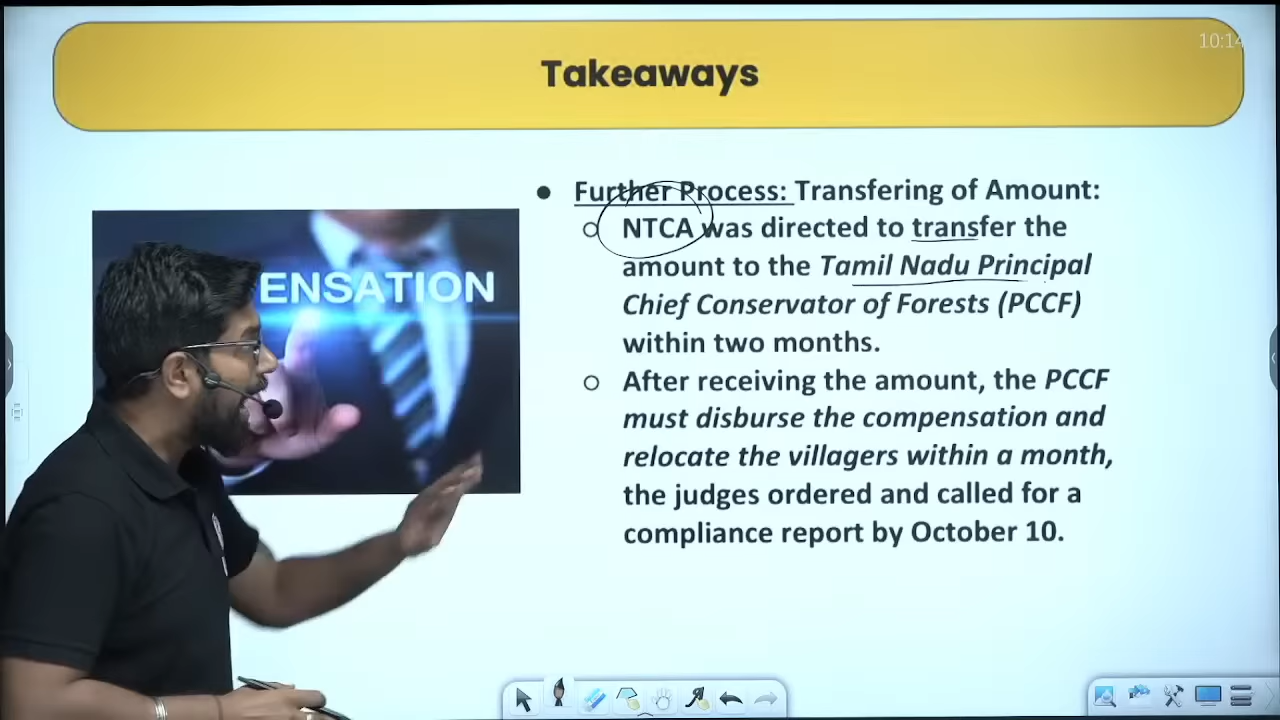 10:14
Takeaways
ENSATION
● Further Process: Transfering of Amount:
○ NTCA was directed to transfer the
amount to the Tamil Nadu Principal
Chief Conservator of Forests (PCCF)
within two months.
○ After receiving the amount, the PCCF
must disburse the compensation and
relocate the villagers within a month,
the judges ordered and called for a
compliance report by October 10.